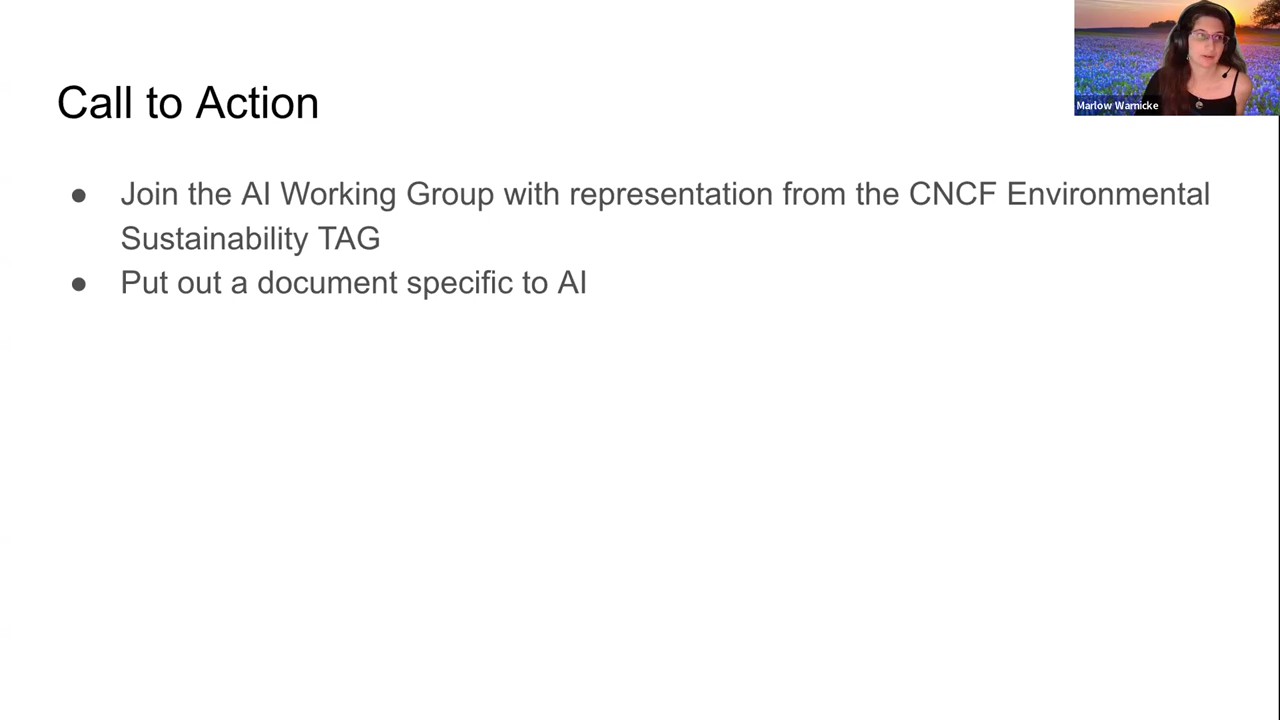 Call to Action
● Join the AI Working Group with representation from the CNCF Environmental
Sustainability TAG
● Put out a document specific to AI
Marlow Warnicke